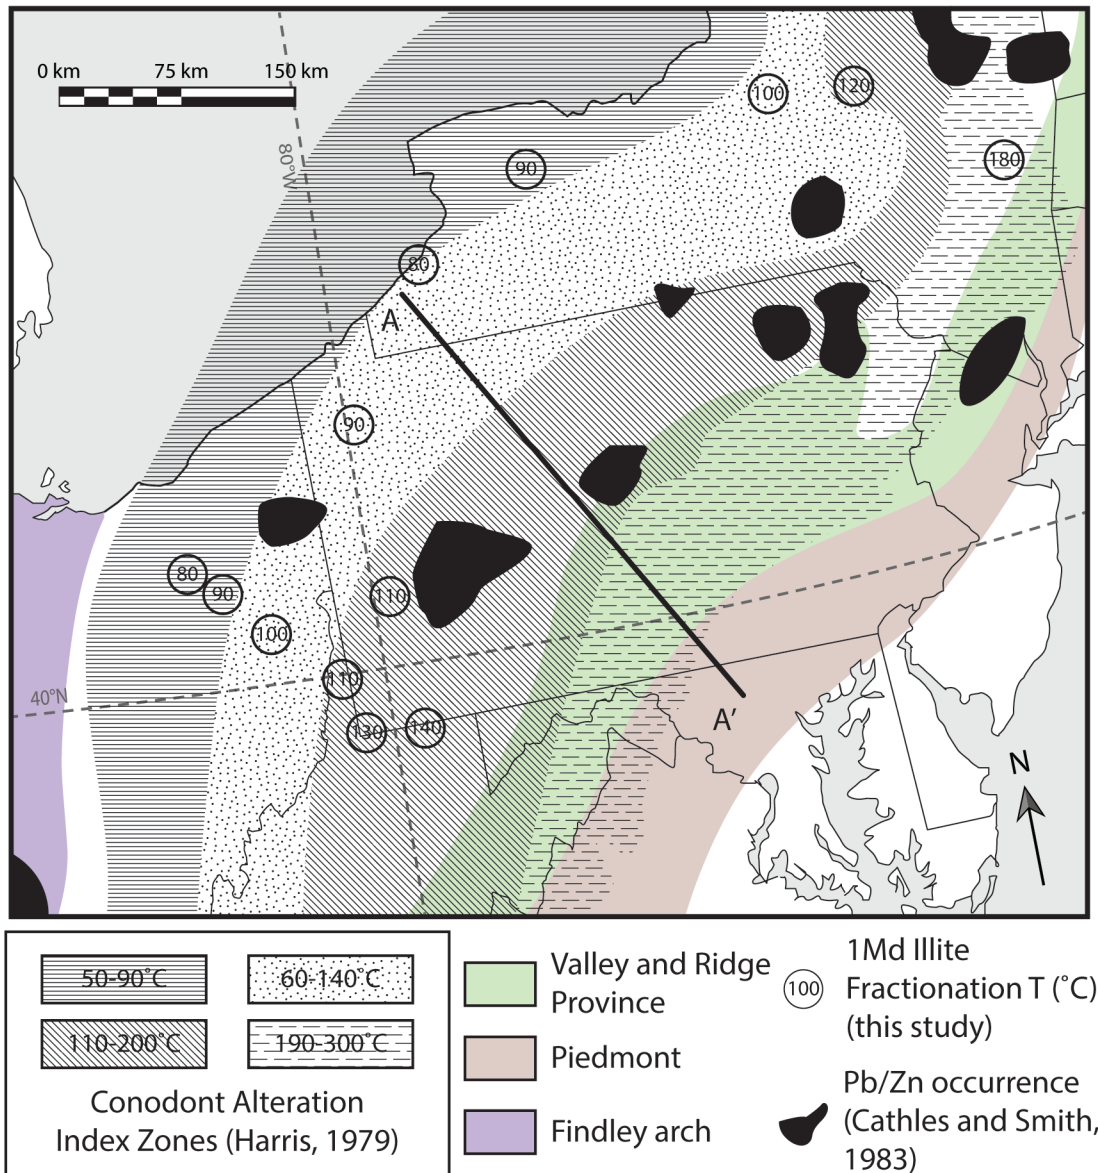 0 km 75 km 150 km
100
120
80°W
90
180
80
A
90
80
90
110
100
110
40°N
130
140
A’
N
50-90˚C
60-140˚C
110-200˚C
190-300˚C
Conodont Alteration
Index Zones (Harris, 1979)
Valley and Ridge
Province
Piedmont
Findley arch
100
1Md Illite
Fractionation T (˚C)
(this study)
Pb/Zn occurrence
(Cathles and Smith,
1983)